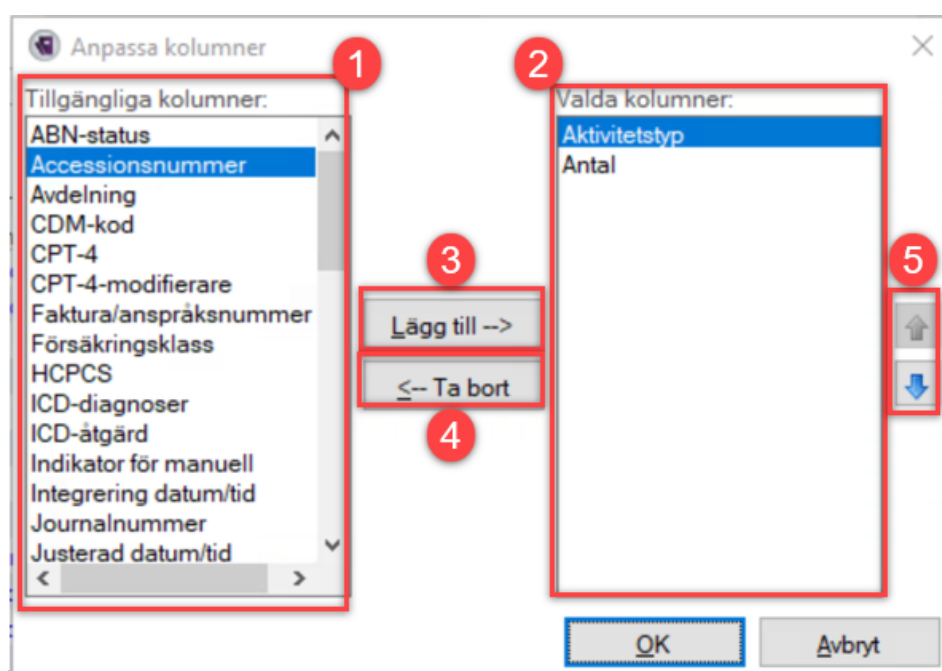 Anpassa kolumner
1
2
Tillgängliga kolumner:
ABN-status
Accessionsnummer
Avdelning
CDM-kod
CPT-4
CPT-4-modifierare
Faktura/anspråksnummer
Försäkringsklass
HCPCS
ICD-diagnoser
ICD-åtgärd
Indikator för manuell
Integrering datum/tid
Journalnummer
Justerad datum/tid
3
Lägg till -->
<-- Ta bort
4
Valda kolumner:
Aktivitetstyp
Antal
5
OK
Avbryt